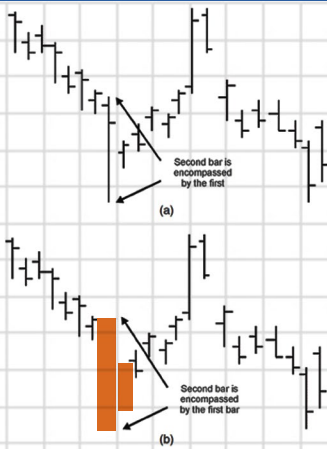 Second bar is
encompassed
by the first
(a)
Second bar is
encompassed
by the first bar
(b)